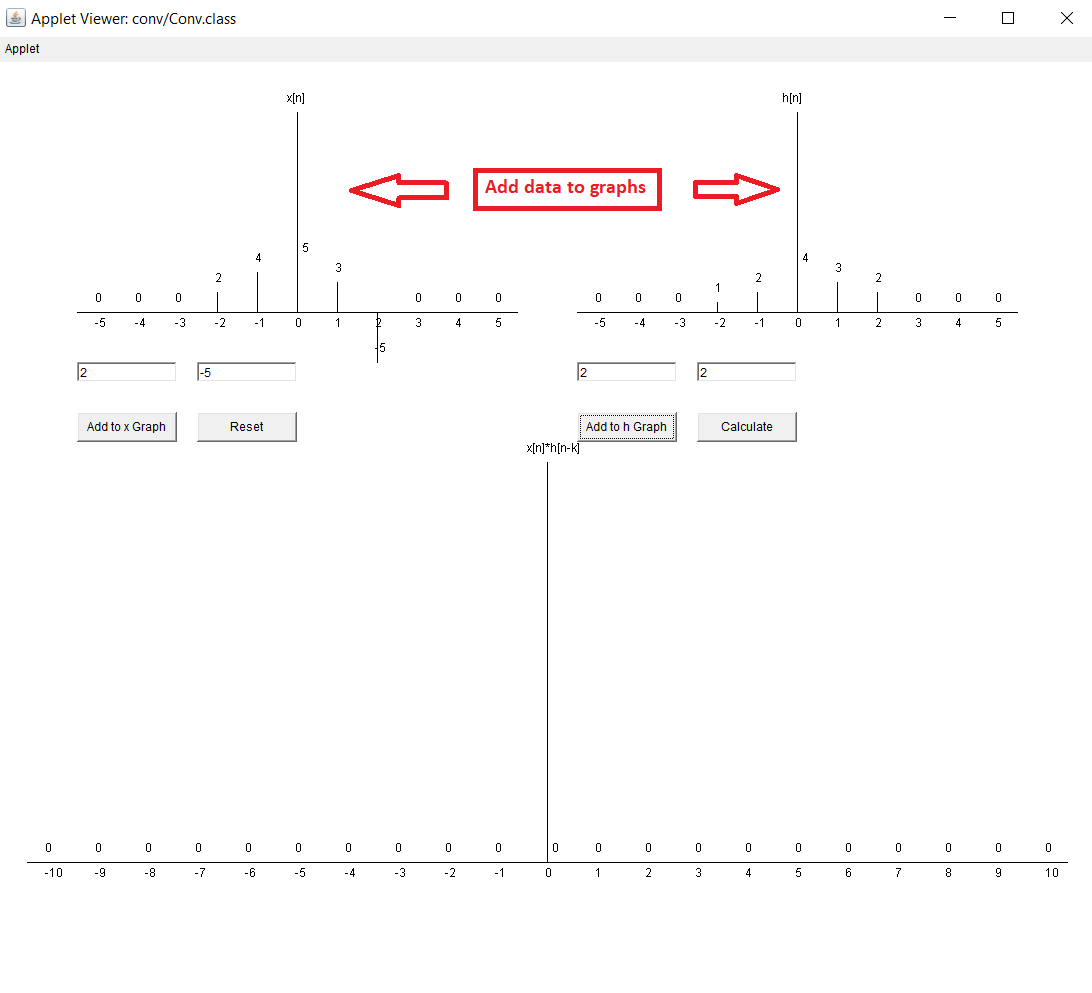 Applet Viewer: conv/Conv.class
Applet
x[n] h[n]
Add data to graphs
0 0 0 2 4 5 3 0 0 0
-5 -4 -3 -2 -1 0 1 2 3 4 5
-5
0 0 0 1 2 4 3 2 0 0 0
-5 -4 -3 -2 -1 0 1 2 3 4 5
2 -5 2 2
Add to x Graph Reset Add to h Graph Calculate
x[n]*h[n-k]
0 0 0 0 0 0 0 0 0 0 0 0 0 0 0 0 0 0 0 0 0
-10 -9 -8 -7 -6 -5 -4 -3 -2 -1 0 1 2 3 4 5 6 7 8 9 10